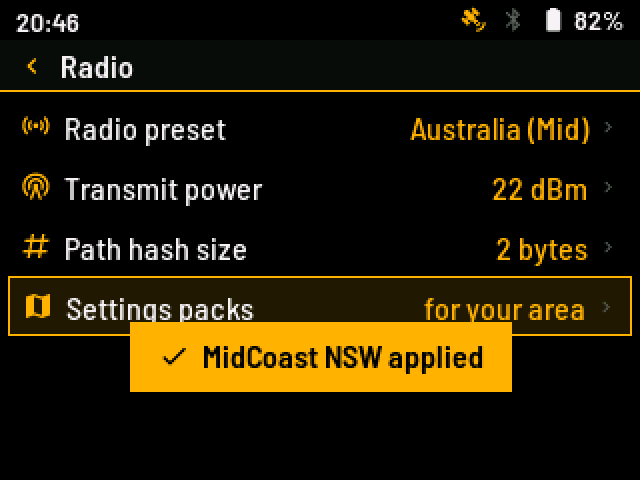 20:46
82%
Radio
Radio preset Australia (Mid)
Transmit power 22 dBm
Path hash size 2 bytes
Settings packs for your area
MidCoast NSW applied